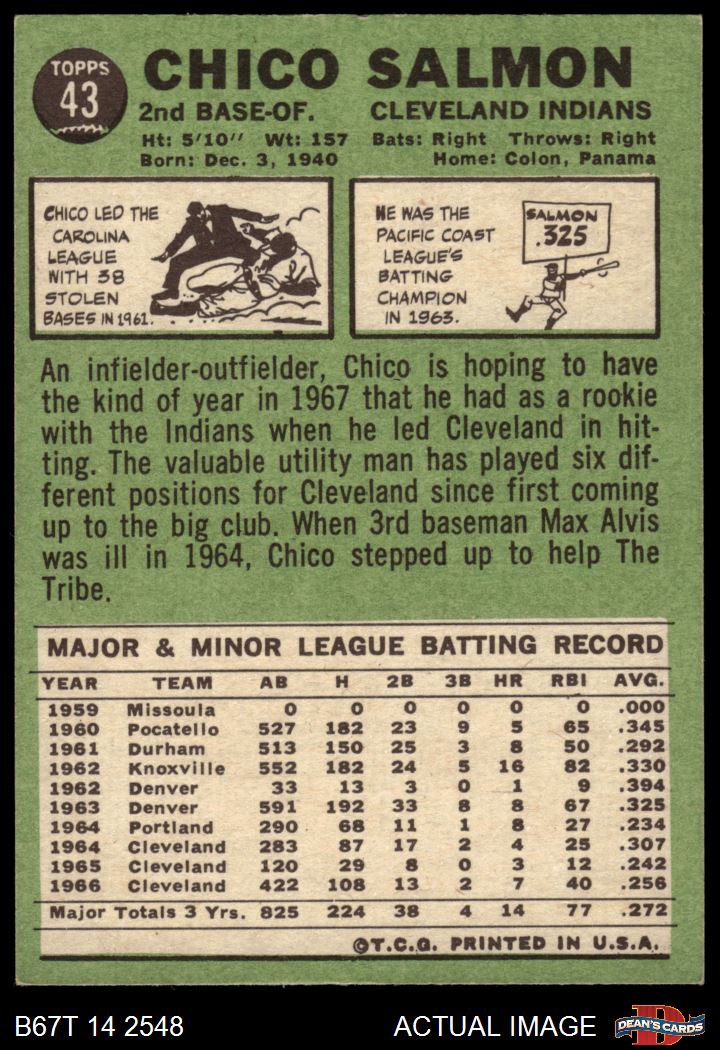 TOPPS
43
CHICO SALMON
2nd BASE-OF. CLEVELAND INDIANS
Ht: 5'10" Wt: 157 Bats: Right Throws: Right
Born: Dec. 3, 1940 Home: Colon, Panama
CHICO LED THE
CAROLINA
LEAGUE
WITH 38
STOLEN
BASES IN 1961.
HE WAS THE
PACIFIC COAST
LEAGUE'S
BATTING
CHAMPION
IN 1963.
SALMON
.325
An infielder-outfielder, Chico is hoping to have
the kind of year in 1967 that he had as a rookie
with the Indians when he led Cleveland in hit-
ting. The valuable utility man has played six dif-
ferent positions for Cleveland since first coming
up to the big club. When 3rd baseman Max Alvis
was ill in 1964, Chico stepped up to help The
Tribe.
MAJOR & MINOR LEAGUE BATTING RECORD
YEAR TEAM AB H 2B 3B HR RBI AVG.
1959 Missoula 0 0 0 0 0 0 .000
1960 Pocatello 527 182 23 9 5 65 .345
1961 Durham 513 150 25 3 8 50 .292
1962 Knoxville 552 182 24 5 16 82 .330
1962 Denver 33 13 3 0 1 9 .394
1963 Denver 591 192 33 8 8 67 .325
1964 Portland 290 68 11 1 8 27 .234
1964 Cleveland 283 87 17 2 4 25 .307
1965 Cleveland 120 29 8 0 3 12 .242
1966 Cleveland 422 108 13 2 7 40 .256
Major Totals 3 Yrs. 825 224 38 4 14 77 .272
©T.C.G. PRINTED IN U.S.A.
B67T 14 2548 ACTUAL IMAGE
D
DEAN'S CARDS